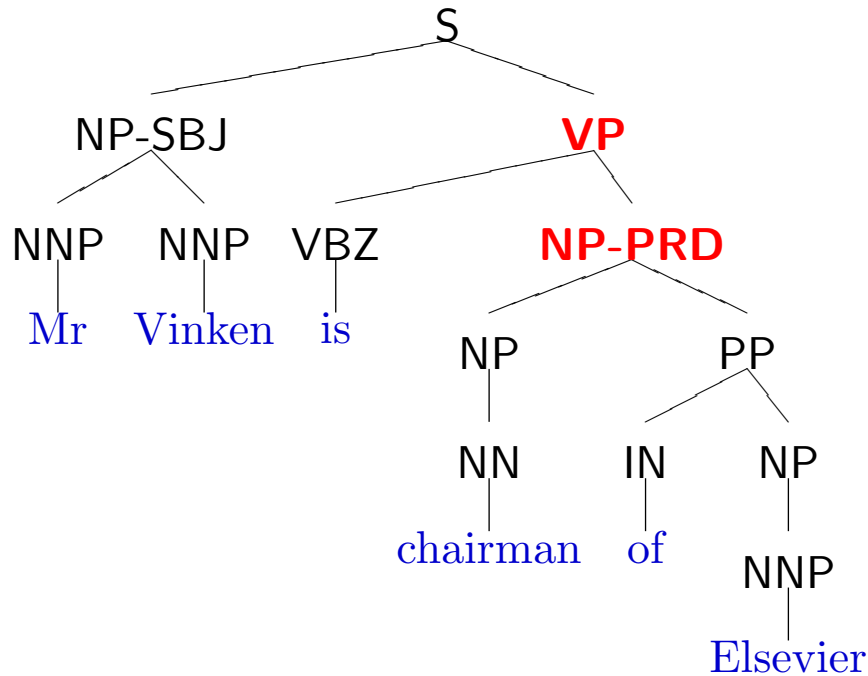 S
NP-SBJ VP
NNP NNP VBZ NP-PRD
Mr Vinken is
NP PP
NN IN NP
chairman of
NNP
Elsevier